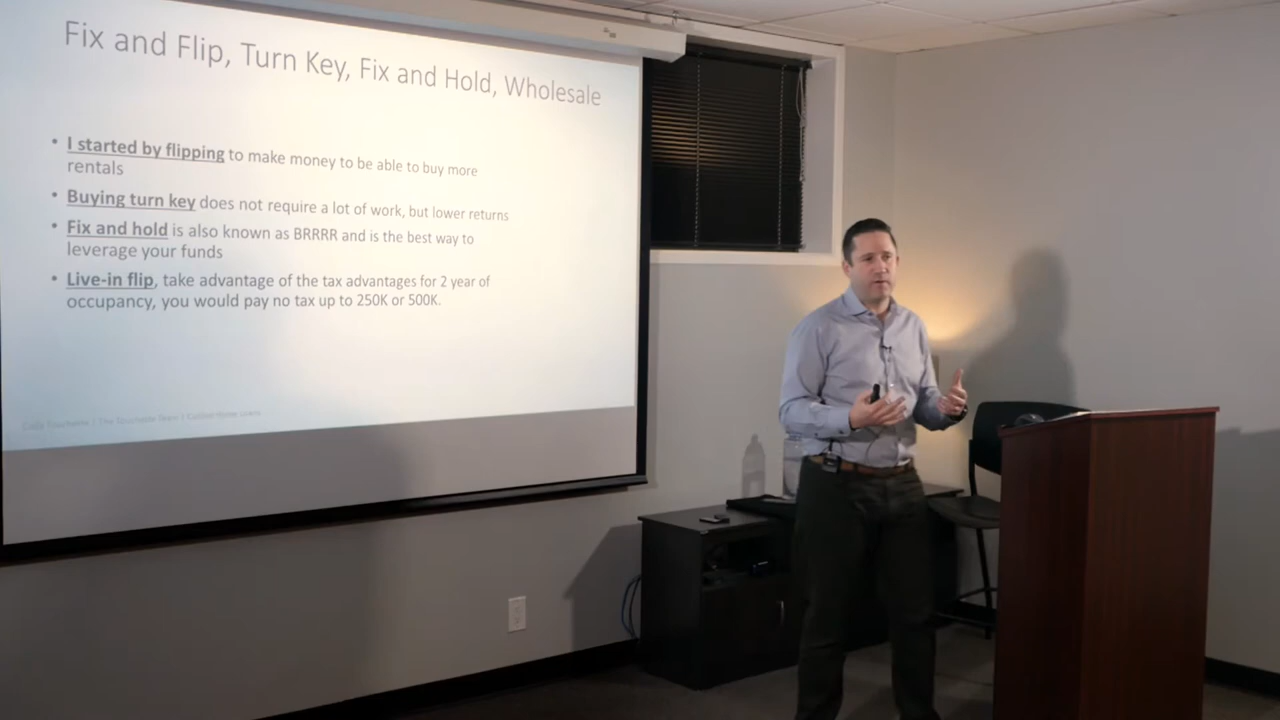 Fix and Flip, Turn Key, Fix and Hold, Wholesale
• I started by flipping to make money to be able to buy more
rentals
• Buying turn key does not require a lot of work, but lower returns
• Fix and hold is also known as BRRRR and is the best way to
leverage your funds
• Live-in flip, take advantage of the tax advantages for 2 year of
occupancy, you would pay no tax up to 250K or 500K.